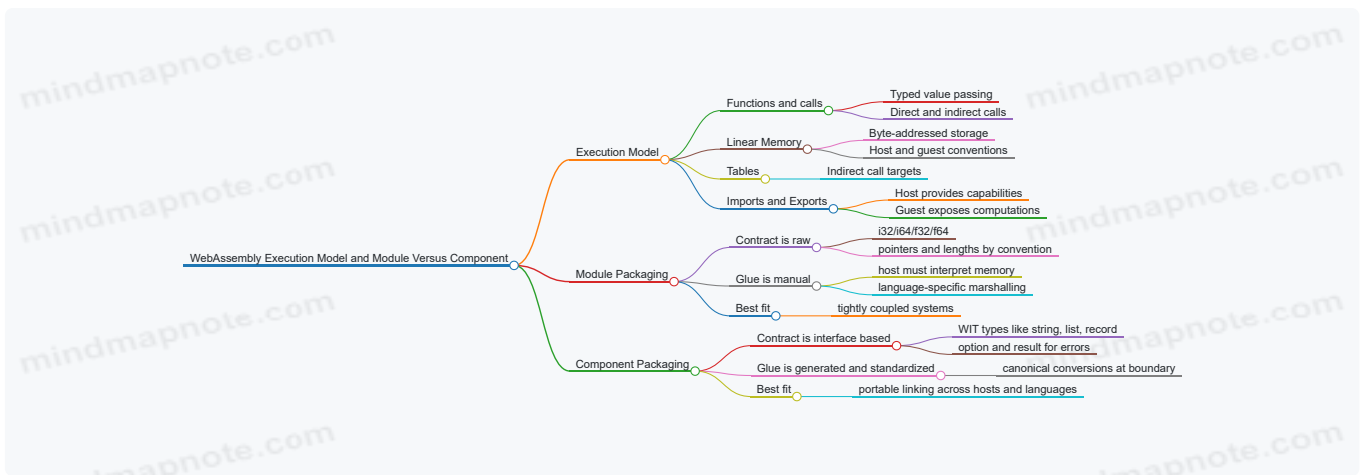 mindmapnote.com
mindmapnote.com
Typed value passing
Functions and calls
Direct and indirect calls
Byte-addressed storage
Linear Memory
Host and guest conventions
Execution Model
Tables
Indirect call targets
mindmapnote.com
mindmapnote.com
Host provides capabilities
Imports and Exports
Guest exposes computations
i32/i64/f32/f64
Contract is raw
pointers and lengths by convention
WebAssembly Execution Model and Module Versus Component
Module Packaging
host must interpret memory
Glue is manual
language-specific marshalling
Best fit
tightly coupled systems
mindmapnote.com
mindmapnote.com
WIT types like string, list, record
Contract is interface based
option and result for errors
Component Packaging
Glue is generated and standardized
canonical conversions at boundary
Best fit
portable linking across hosts and languages
mindmapnote.com
mindmapnote.com